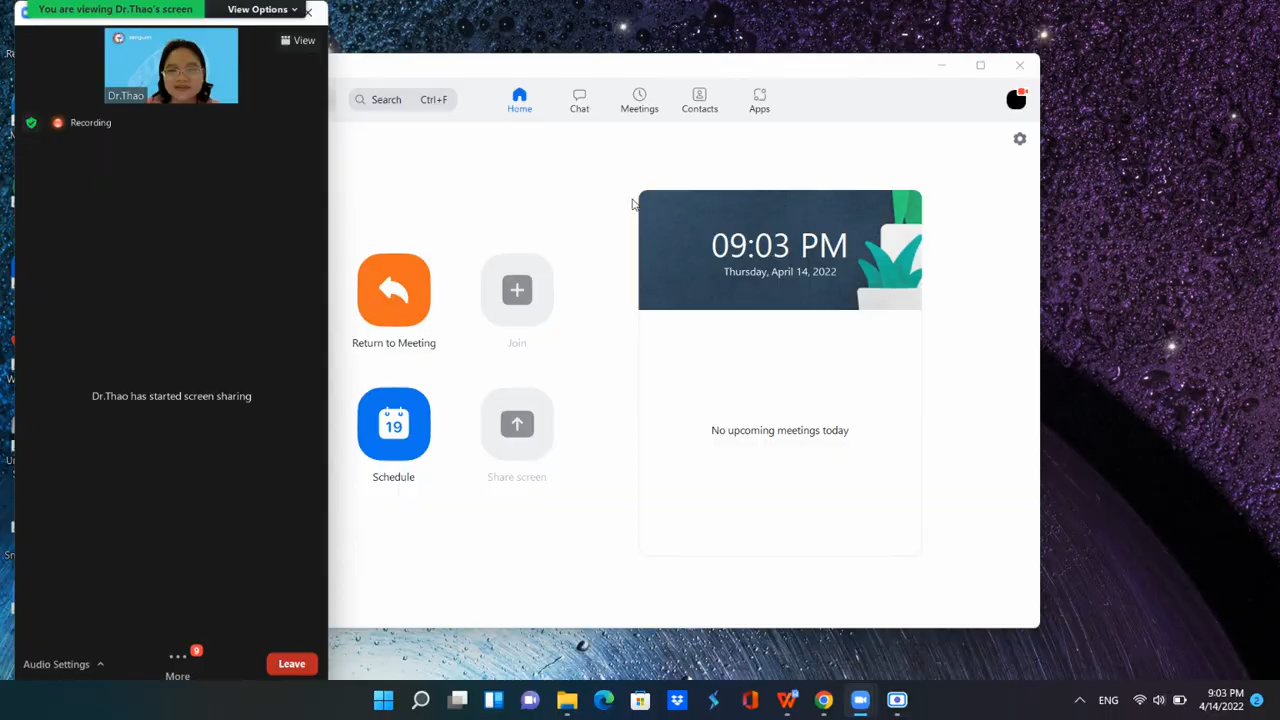 You are viewing Dr.Thao's screen
View Options
View
Dr.Thao
Recording
Dr.Thao has started screen sharing
Audio Settings
9
More
Leave
Search Ctrl+F
Home
Chat
Meetings
Contacts
Apps
Return to Meeting
Join
19
Schedule
Share screen
09:03 PM
Thursday, April 14, 2022
No upcoming meetings today
ENG
9:03 PM
4/14/2022
2